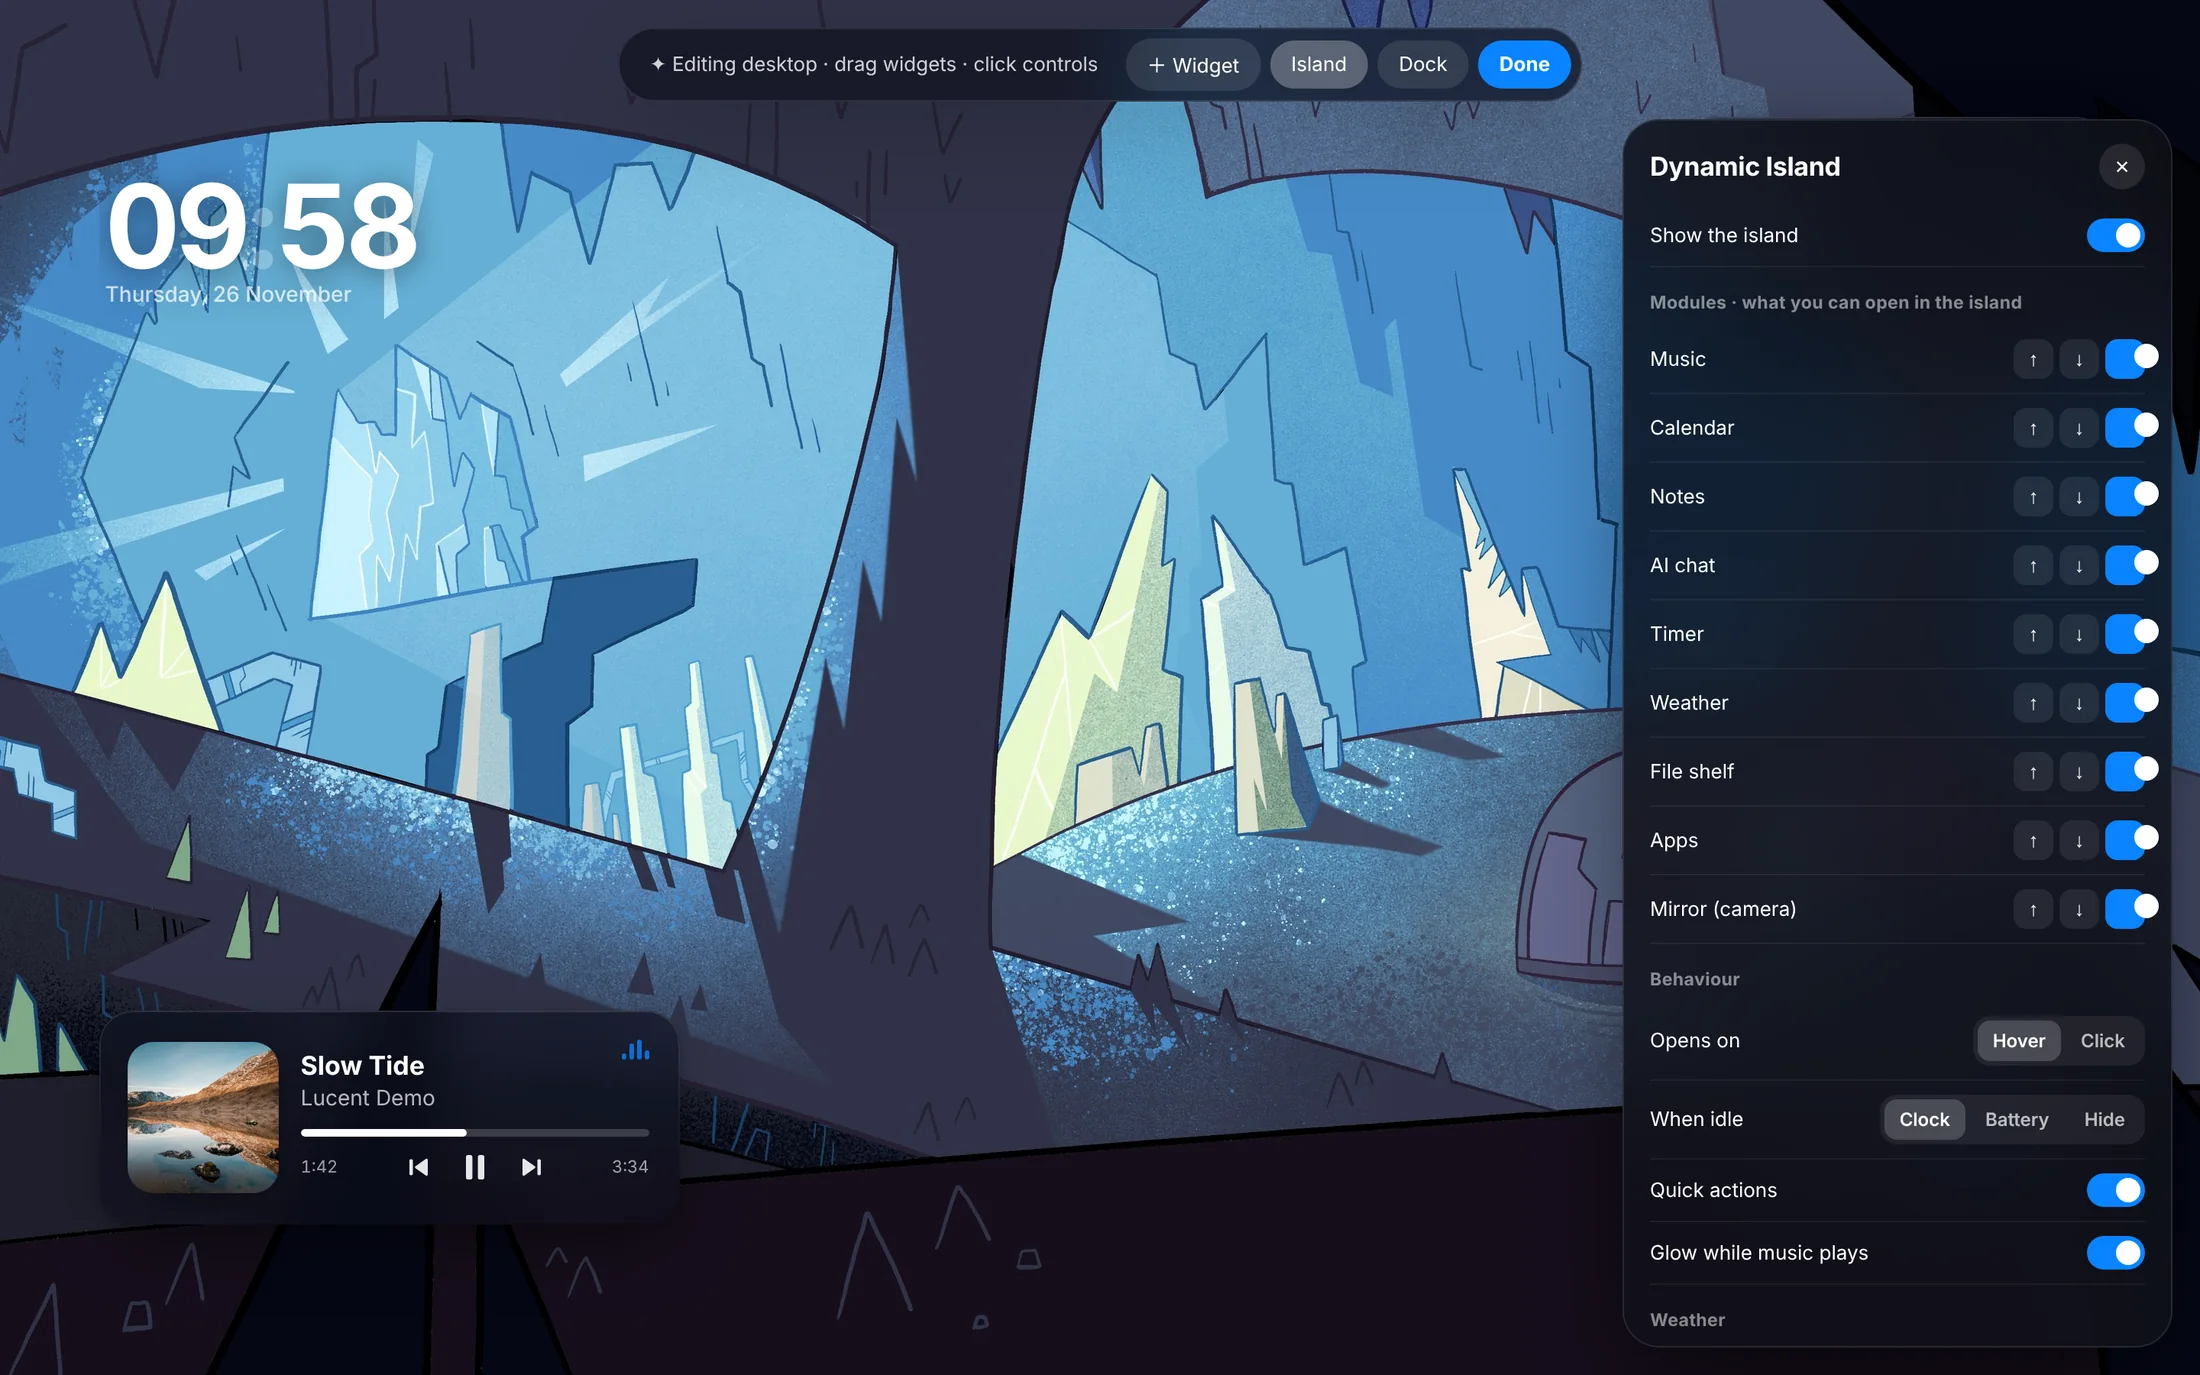 ✦ Editing desktop · drag widgets · click controls
+ Widget
Island
Dock
Done
09:58
Thursday, 26 November
Dynamic Island
×
Show the island
Modules · what you can open in the island
Music ↑ ↓
Calendar ↑ ↓
Notes ↑ ↓
AI chat ↑ ↓
Timer ↑ ↓
Weather ↑ ↓
File shelf ↑ ↓
Apps ↑ ↓
Mirror (camera) ↑ ↓
Behaviour
Opens on Hover Click
When idle Clock Battery Hide
Quick actions
Glow while music plays
Weather
Slow Tide
Lucent Demo
1:42 3:34